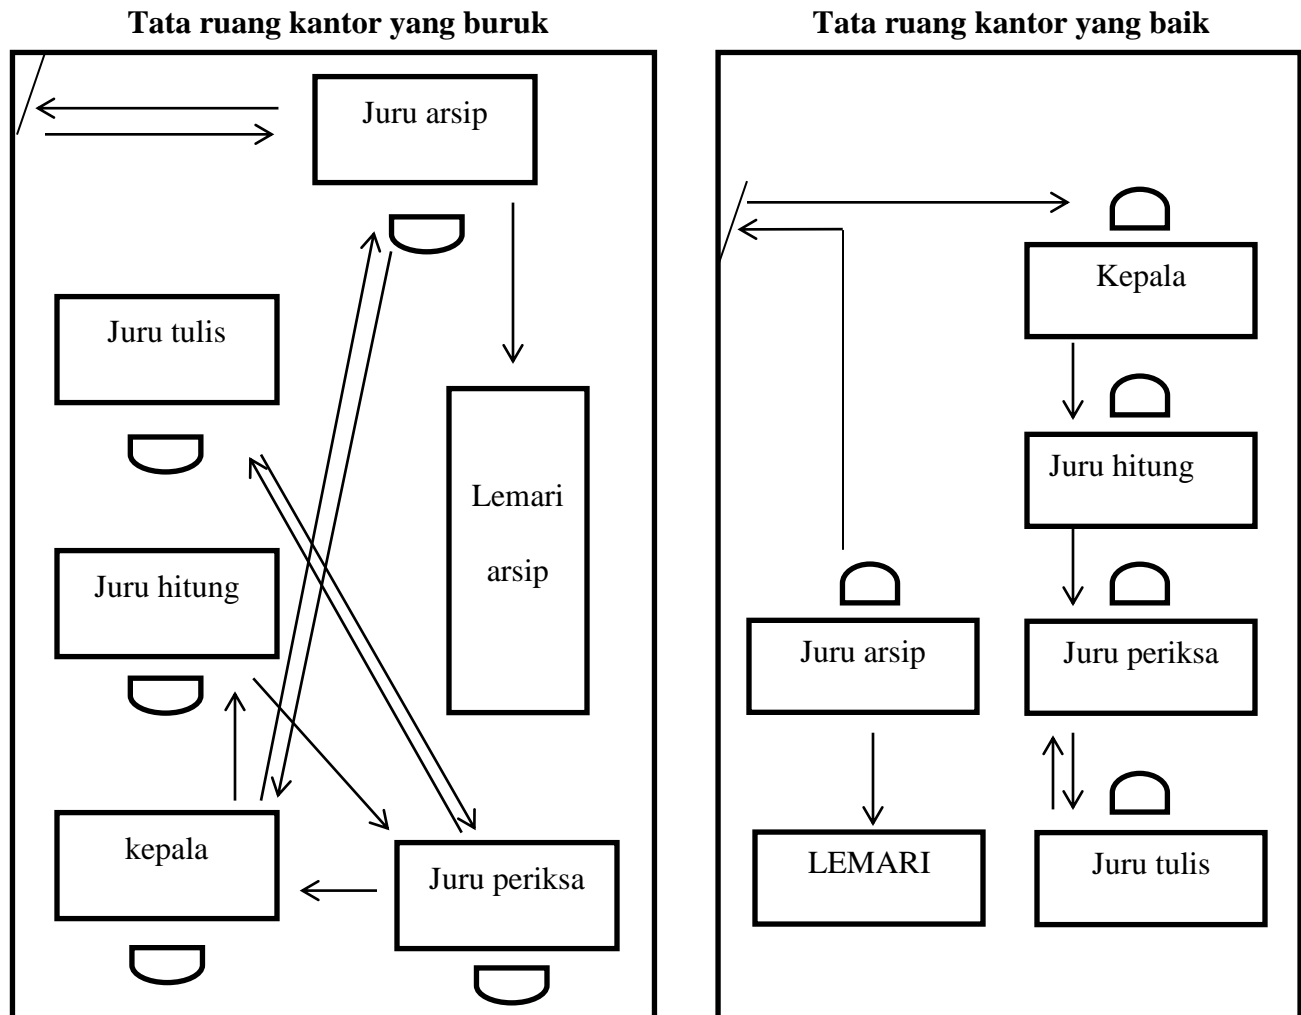 Tata ruang kantor yang buruk
Juru arsip
Juru tulis
Lemari
arsip
Juru hitung
kepala
Juru periksa
Tata ruang kantor yang baik
Kepala
Juru hitung
Juru arsip
Juru periksa
LEMARI
Juru tulis